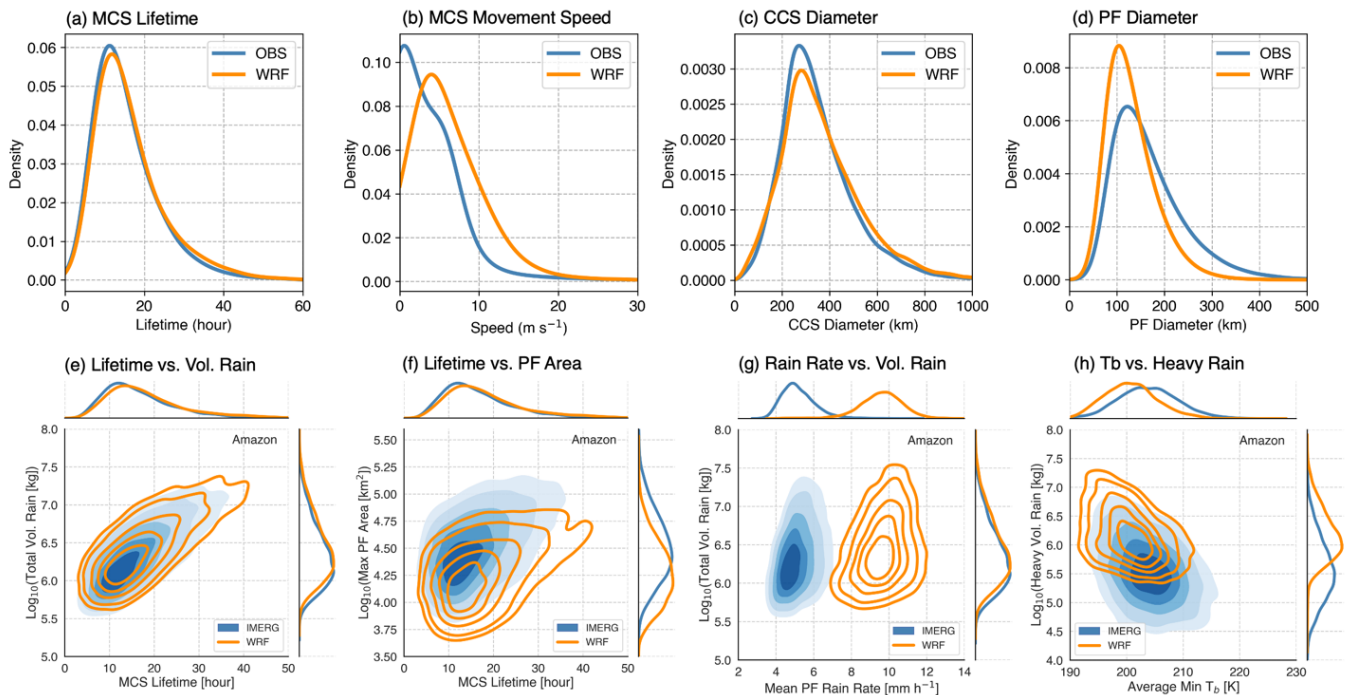 (a) MCS Lifetime
0.06
0.05
0.04
0.03
0.02
0.01
0.00
Density
0
20
40
60
Lifetime (hour)
OBS
WRF
(b) MCS Movement Speed
0.10
0.08
0.06
0.04
0.02
0.00
Density
0
10
20
30
Speed (m s⁻¹)
OBS
WRF
(c) CCS Diameter
0.0030
0.0025
0.0020
0.0015
0.0010
0.0005
0.0000
Density
0
200
400
600
800
1000
CCS Diameter (km)
OBS
WRF
(d) PF Diameter
0.008
0.006
0.004
0.002
0.000
Density
0
100
200
300
400
500
PF Diameter (km)
OBS
WRF
(e) Lifetime vs. Vol. Rain
Amazon
8.0
7.5
7.0
6.5
6.0
5.5
5.0
Log₁₀(Total Vol. Rain [kg])
0
10
20
30
40
50
MCS Lifetime [hour]
IMERG
WRF
(f) Lifetime vs. PF Area
Amazon
5.50
5.25
5.00
4.75
4.50
4.25
4.00
3.75
3.50
Log₁₀(Max PF Area [km²])
0
10
20
30
40
50
MCS Lifetime [hour]
IMERG
WRF
(g) Rain Rate vs. Vol. Rain
Amazon
8.0
7.5
7.0
6.5
6.0
5.5
5.0
Log₁₀(Total Vol. Rain [kg])
2
4
6
8
10
12
14
Mean PF Rain Rate [mm h⁻¹]
IMERG
WRF
(h) Tb vs. Heavy Rain
Amazon
8.0
7.5
7.0
6.5
6.0
5.5
5.0
4.5
4.0
Log₁₀(Heavy Vol. Rain [kg])
190
200
210
220
230
Average Min T_b [K]
IMERG
WRF